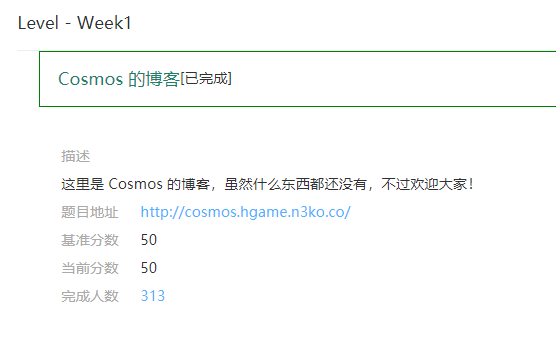 Level - Week1
Cosmos 的博客[已完成]
描述
这里是 Cosmos 的博客，虽然什么东西都还没有，不过欢迎大家！
题目地址 http://cosmos.hgame.n3ko.co/
基准分数 50
当前分数 50
完成人数 313